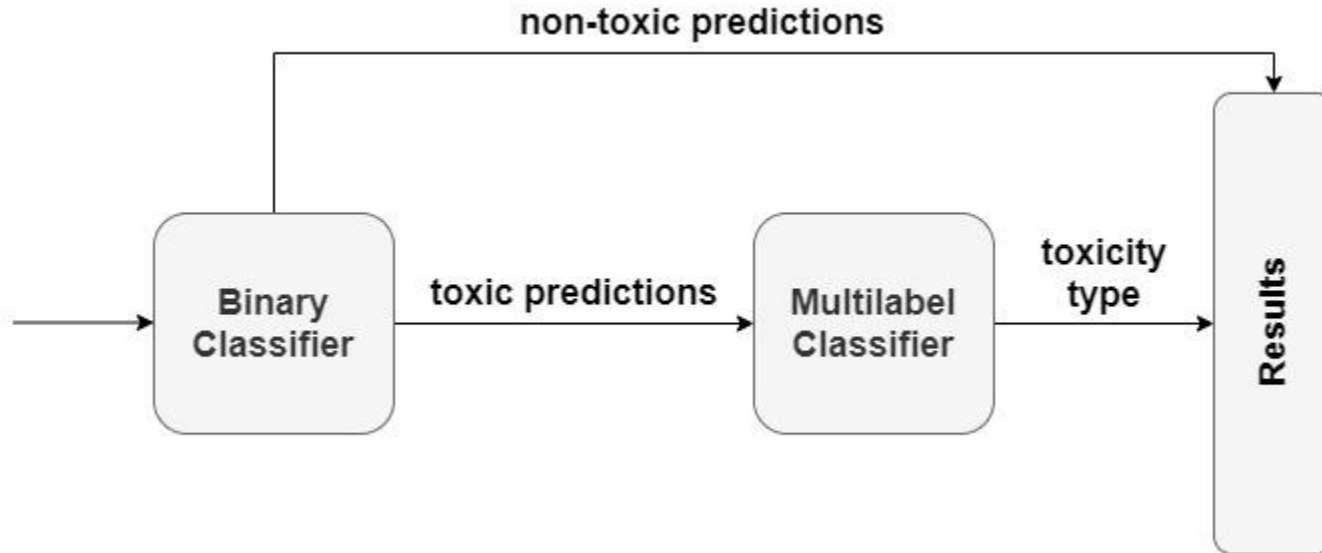 non-toxic predictions
Binary
Classifier
toxic predictions
Multilabel
Classifier
toxicity
type
Results